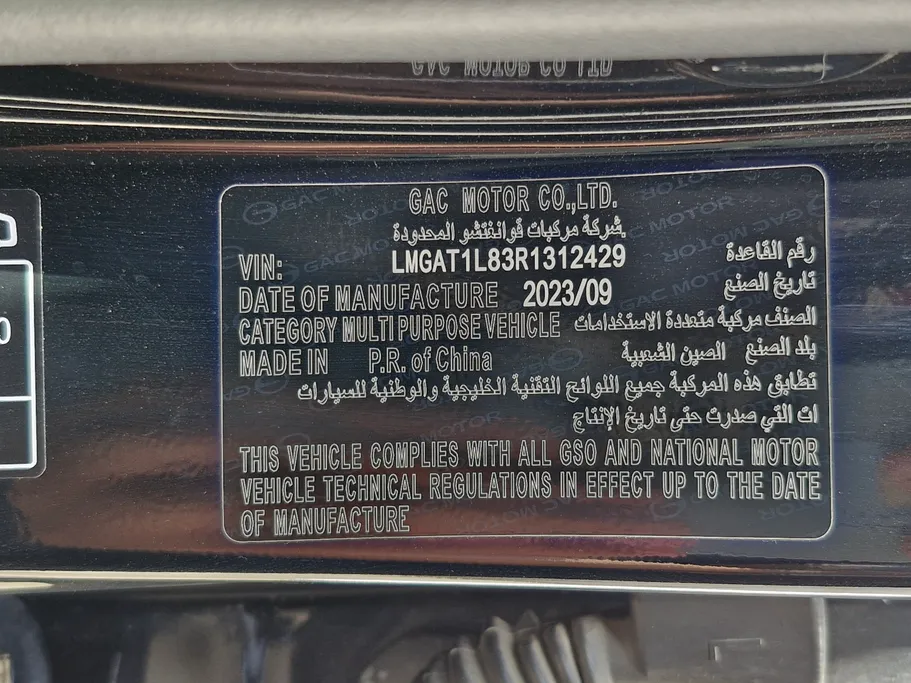 GAC MOTOR CO.,LTD.
شركة مركبات قوانغتشو المحدودة.
VIN: LMGAT1L83R1312429 رقم القاعدة
DATE OF MANUFACTURE 2023/09 تاريخ الصنع
CATEGORY MULTI PURPOSE VEHICLE الصنف مركبة متعددة الاستخدامات
MADE IN P.R. of China بلد الصنع الصين الشعبية
تطابق هذه المركبة جميع اللوائح التقنية الخليجية والوطنية للسيارات
ات التي صدرت حتى تاريخ الإنتاج
THIS VEHICLE COMPLIES WITH ALL GSO AND NATIONAL MOTOR
VEHICLE TECHNICAL REGULATIONS IN EFFECT UP TO THE DATE
OF MANUFACTURE